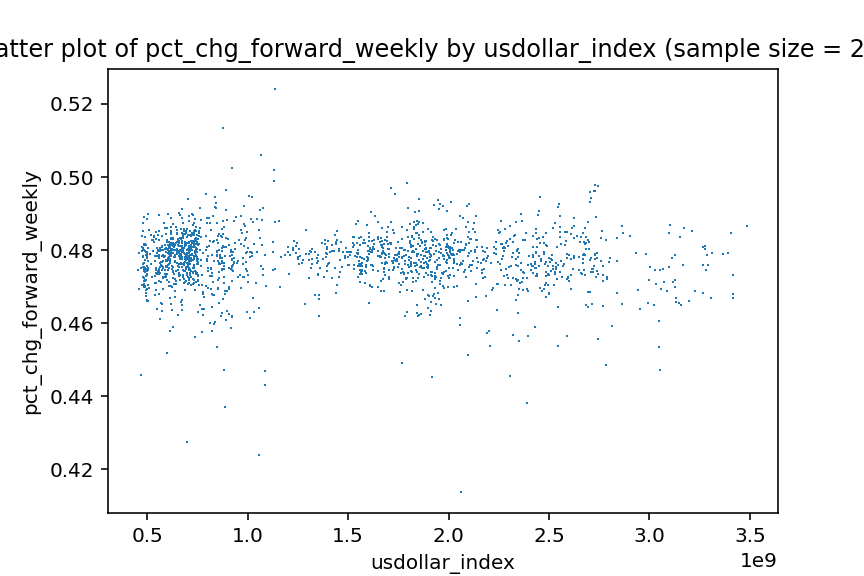 atter plot of pct_chg_forward_weekly by usdollar_index (sample size = 2
0.52
0.50
0.48
0.46
0.44
0.42
pct_chg_forward_weekly
0.5 1.0 1.5 2.0 2.5 3.0 3.5
1e9
usdollar_index